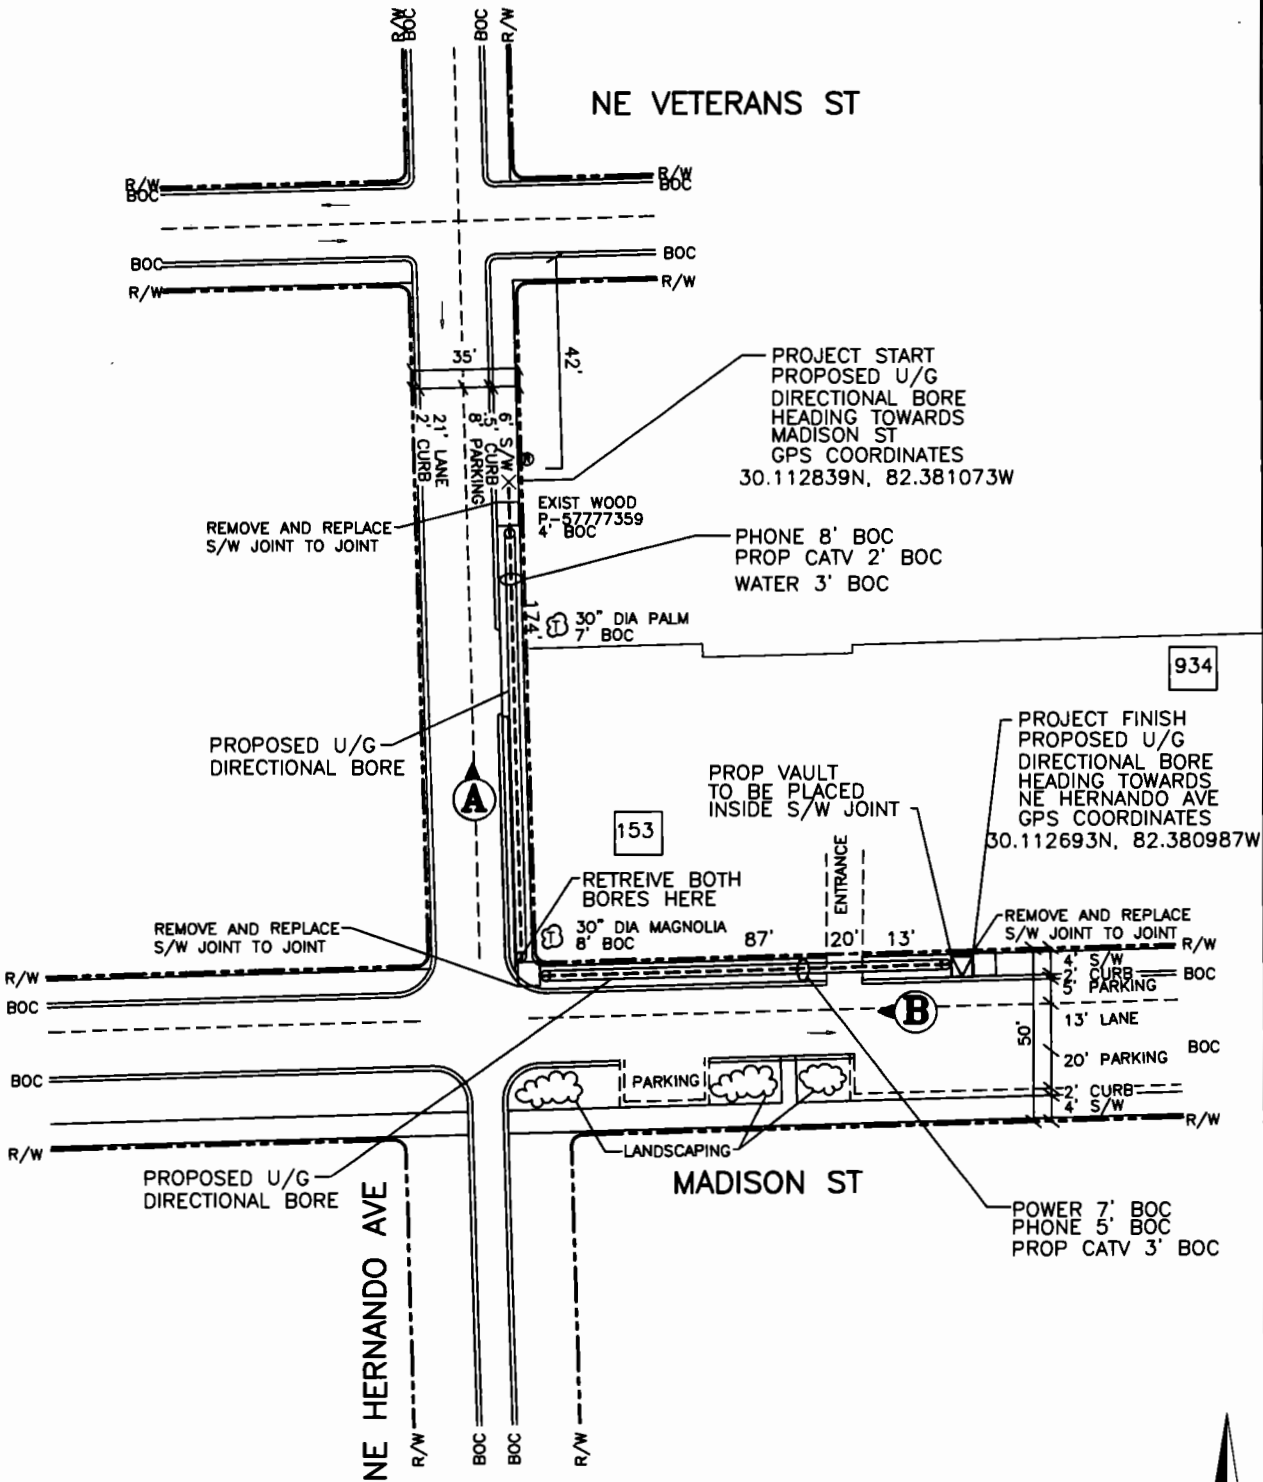 R/W
BOC
BOC
R/W
NE VETERANS ST
R/W
BOC
R/W
BOC
BOC
R/W
BOC
R/W
35'
42'
2' CURB
21' LANE
8' PARKING
.5' CURB
6' S/W
PROJECT START
PROPOSED U/G
DIRECTIONAL BORE
HEADING TOWARDS
MADISON ST
GPS COORDINATES
30.112839N, 82.381073W
EXIST WOOD
P-57777359
4' BOC
REMOVE AND REPLACE
S/W JOINT TO JOINT
PHONE 8' BOC
PROP CATV 2' BOC
WATER 3' BOC
174'
T
30" DIA PALM
7' BOC
934
PROPOSED U/G
DIRECTIONAL BORE
A
PROJECT FINISH
PROPOSED U/G
DIRECTIONAL BORE
HEADING TOWARDS
NE HERNANDO AVE
GPS COORDINATES
30.112693N, 82.380987W
PROP VAULT
TO BE PLACED
INSIDE S/W JOINT
153
ENTRANCE
RETREIVE BOTH
BORES HERE
REMOVE AND REPLACE
S/W JOINT TO JOINT
T
30" DIA MAGNOLIA
8' BOC
87'
20'
13'
REMOVE AND REPLACE
S/W JOINT TO JOINT
R/W
R/W
BOC
4' S/W
2' CURB
5' PARKING
BOC
B
13' LANE
50'
20' PARKING
BOC
BOC
PARKING
2' CURB
4' S/W
R/W
R/W
LANDSCAPING
MADISON ST
PROPOSED U/G
DIRECTIONAL BORE
NE HERNANDO AVE
POWER 7' BOC
PHONE 5' BOC
PROP CATV 3' BOC
R/W
BOC
BOC
R/W